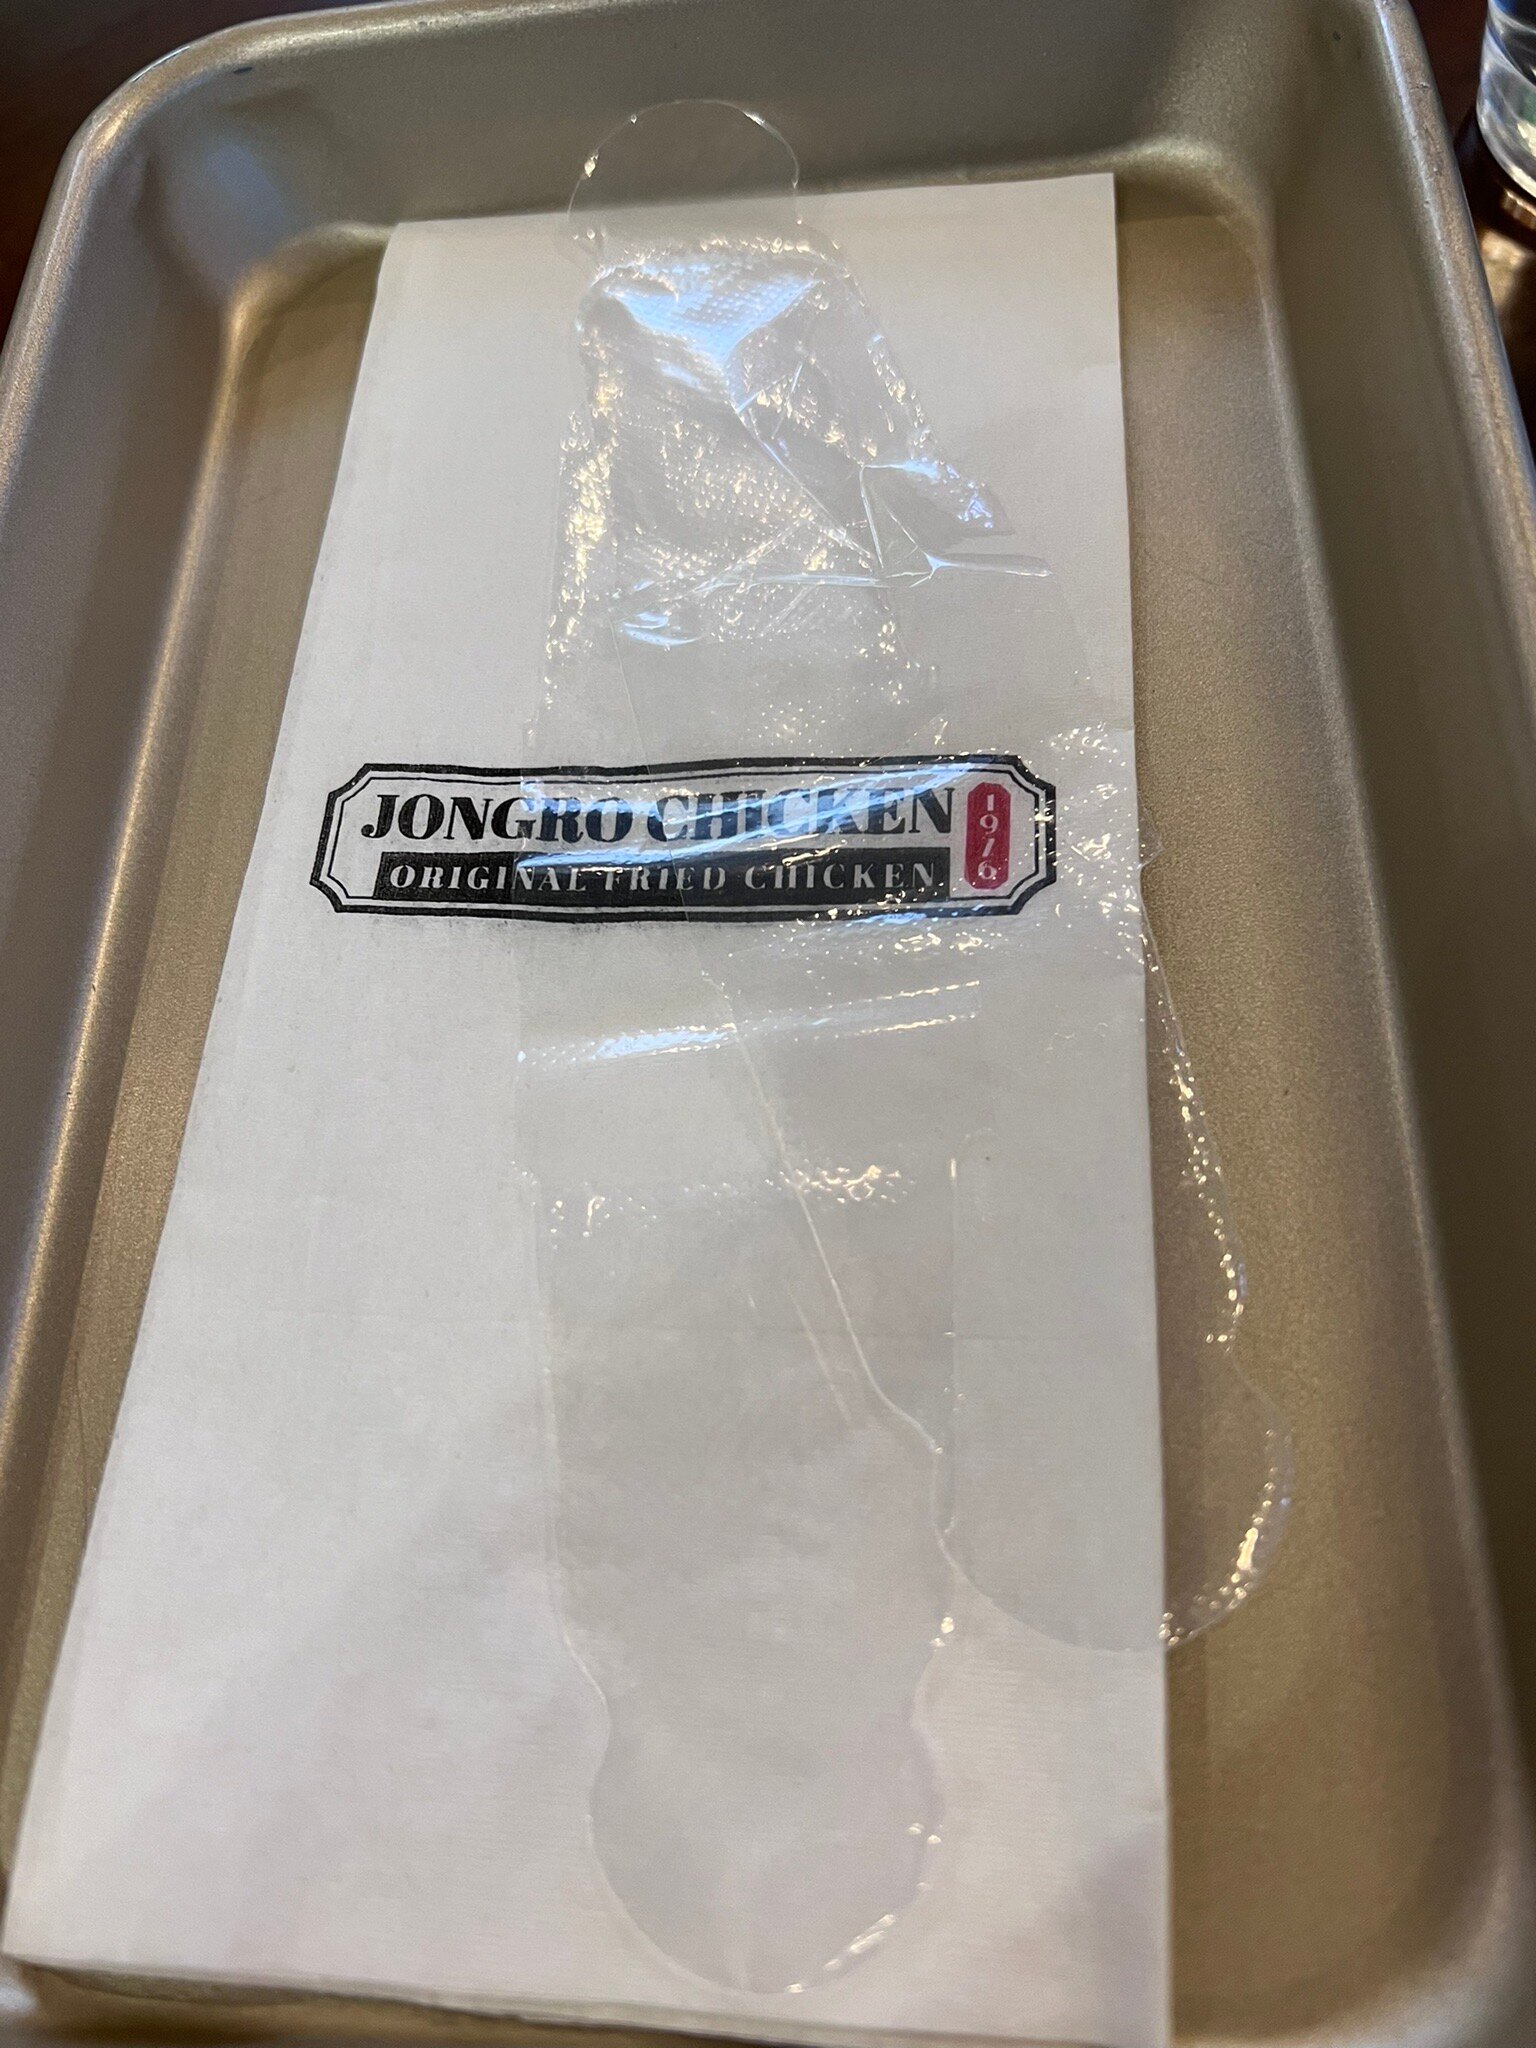 JONGRO CHICKEN
ORIGINAL FRIED CHICKEN
1976